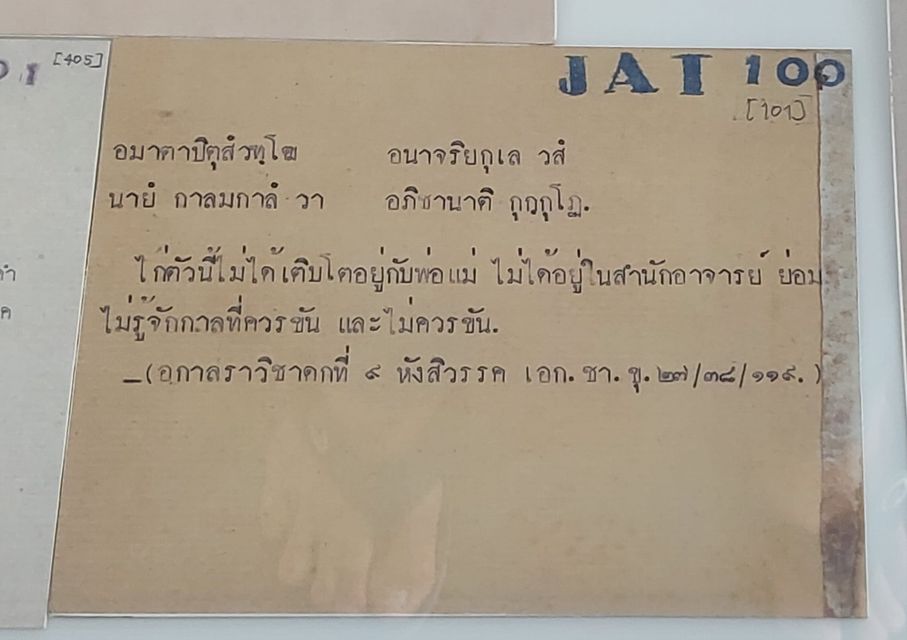 [405]
JAT 100
[101]
อมาตาปิตุสํวทฺโฒ อนาจริยกุเล วสํ
นายํ กาลมกาลํ วา อภิชานาติ กุกฺกุโฏ.
ไก่ตัวนี้ไม่ได้เติบโตอยู่กับพ่อแม่ ไม่ได้อยู่ในสำนักอาจารย์ ย่อม
ไม่รู้จักกาลที่ควรขัน และไม่ควรขัน.
–(อกาลราวิชาดกที่ ๙ หังสิวรรค เอก. ชา. ขุ. ๒๗/๓๘/๑๑๙.)